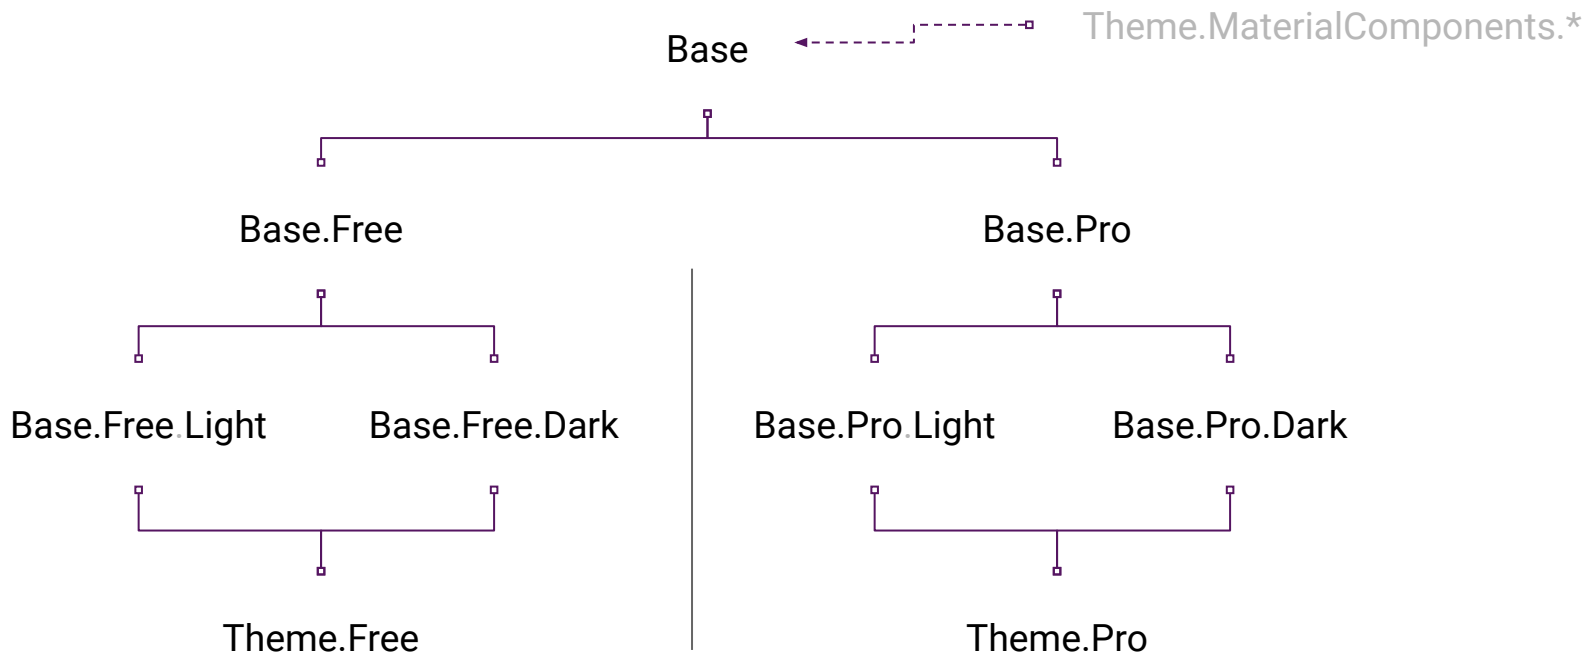 Theme.MaterialComponents.*
Base
Base.Free
Base.Pro
Base.Free.Light
Base.Free.Dark
Base.Pro.Light
Base.Pro.Dark
Theme.Free
Theme.Pro